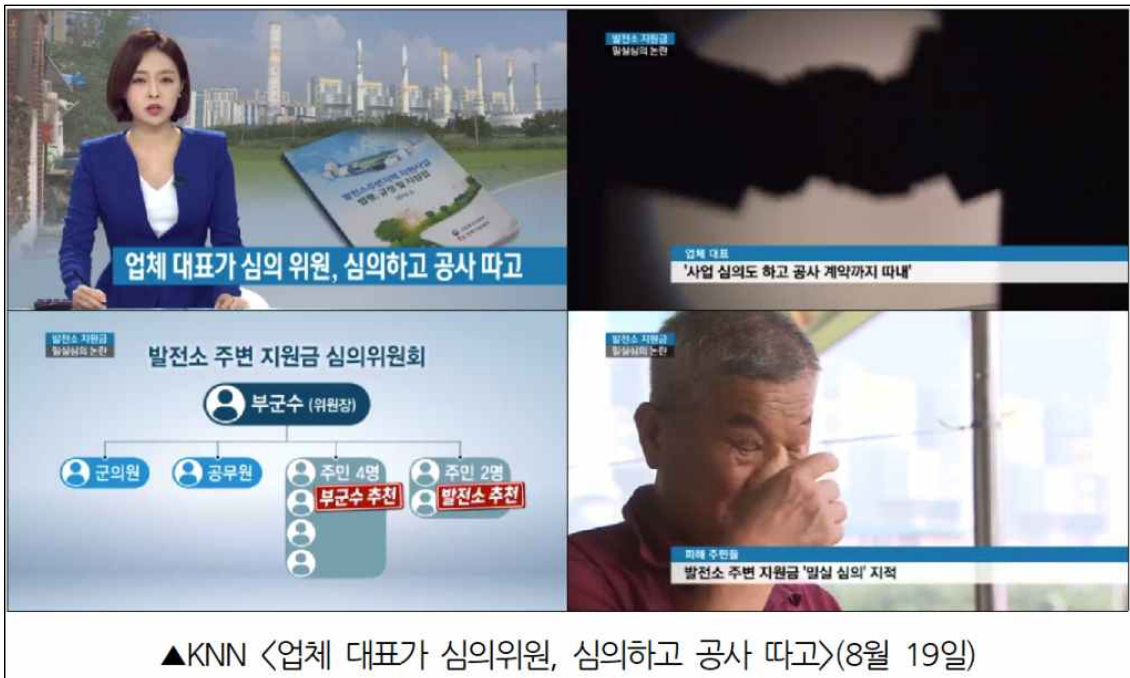 업체 대표가 심의 위원, 심의하고 공사 따고
발전소 지원금
밀실심의 논란
업체 대표
'사업 심의도 하고 공사 계약까지 따내'
발전소 지원금
밀실심의 논란
발전소 주변 지원금 심의위원회
부군수 (위원장)
군의원
공무원
주민 4명
부군수 추천
주민 2명
발전소 추천
발전소 지원금
밀실심의 논란
피해 주민들
발전소 주변 지원금 '밀실 심의' 지적
▲KNN <업체 대표가 심의위원, 심의하고 공사 따고>(8월 19일)